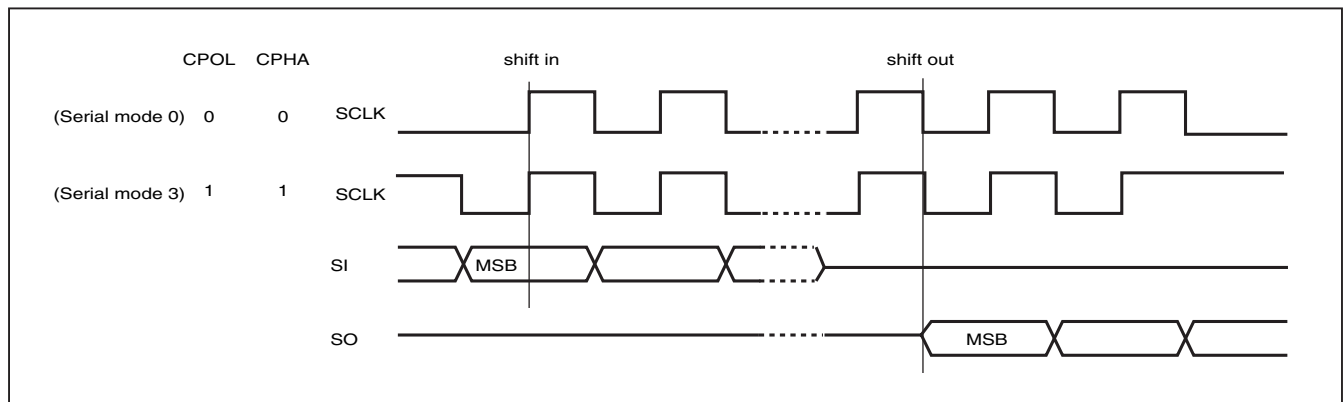 CPOL CPHA shift in shift out
(Serial mode 0) 0 0 SCLK
(Serial mode 3) 1 1 SCLK
SI MSB
SO MSB